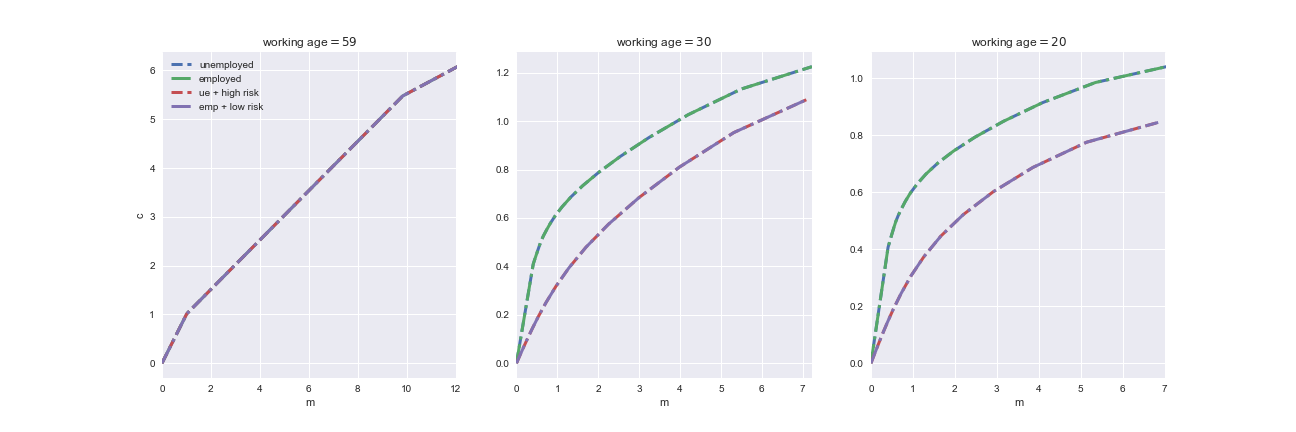 working age = 59
unemployed
employed
ue + high risk
emp + low risk
6
5
4
3
2
1
0
c
0 2 4 6 8 10 12
m
working age = 30
1.2
1.0
0.8
0.6
0.4
0.2
0.0
0 1 2 3 4 5 6 7
m
working age = 20
1.0
0.8
0.6
0.4
0.2
0.0
0 1 2 3 4 5 6 7
m